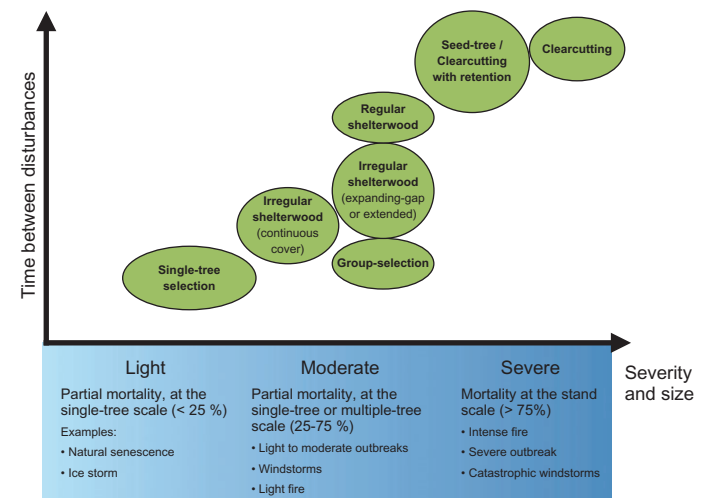 Time between disturbances
Seed-tree /
Clearcutting
with retention
Clearcutting
Regular
shelterwood
Irregular
shelterwood
(expanding-gap
or extended)
Irregular
shelterwood
(continuous
cover)
Group-selection
Single-tree
selection
Severity
and size
Light
Partial mortality, at the
single-tree scale (< 25 %)
Examples:
• Natural senescence
• Ice storm
Moderate
Partial mortality, at the
single-tree or multiple-tree
scale (25-75 %)
• Light to moderate outbreaks
• Windstorms
• Light fire
Severe
Mortality at the stand
scale (> 75%)
• Intense fire
• Severe outbreak
• Catastrophic windstorms